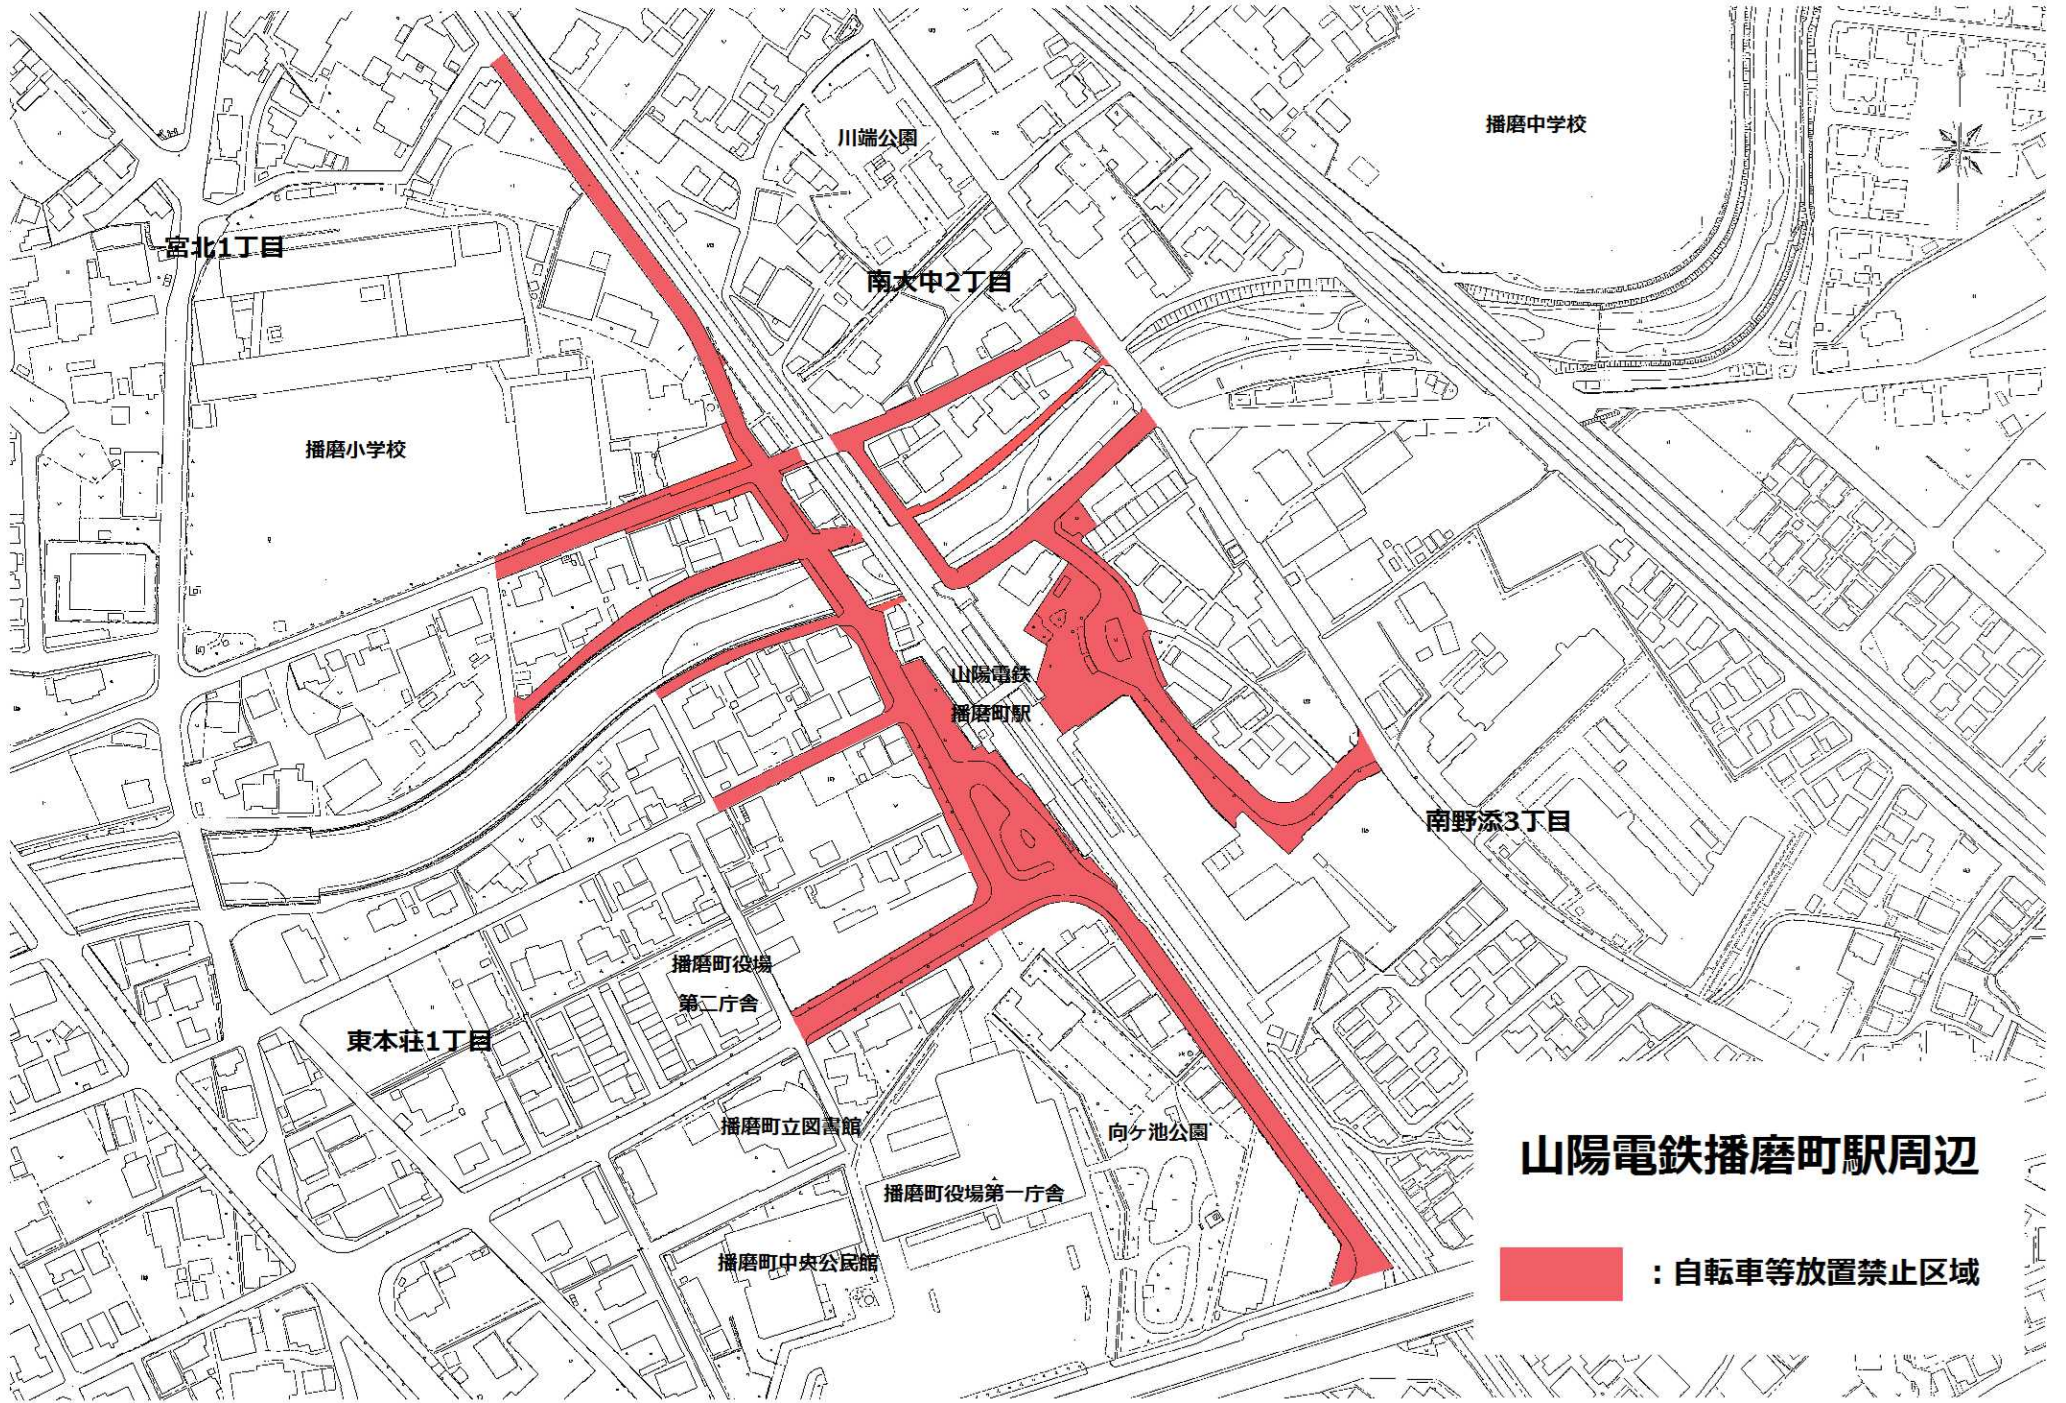 川端公園
播磨中学校
宮北1丁目
南大中2丁目
播磨小学校
山陽電鉄
播磨町駅
南野添3丁目
播磨町役場
第二庁舎
東本荘1丁目
播磨町立図書館
向ケ池公園
播磨町役場第一庁舎
播磨町中央公民館
山陽電鉄播磨町駅周辺
：自転車等放置禁止区域